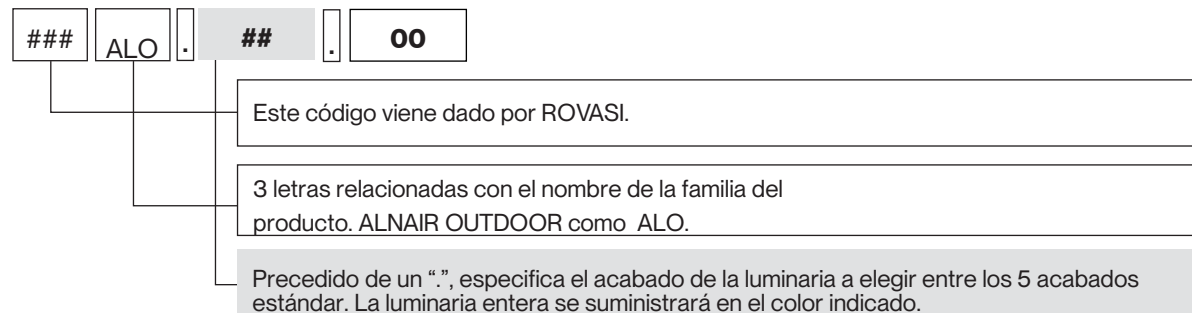 ### ALO . ## . 00
Este código viene dado por ROVASI.
3 letras relacionadas con el nombre de la familia del
producto. ALNAIR OUTDOOR como ALO.
Precedido de un “.”, especifica el acabado de la luminaria a elegir entre los 5 acabados
estándar. La luminaria entera se suministrará en el color indicado.